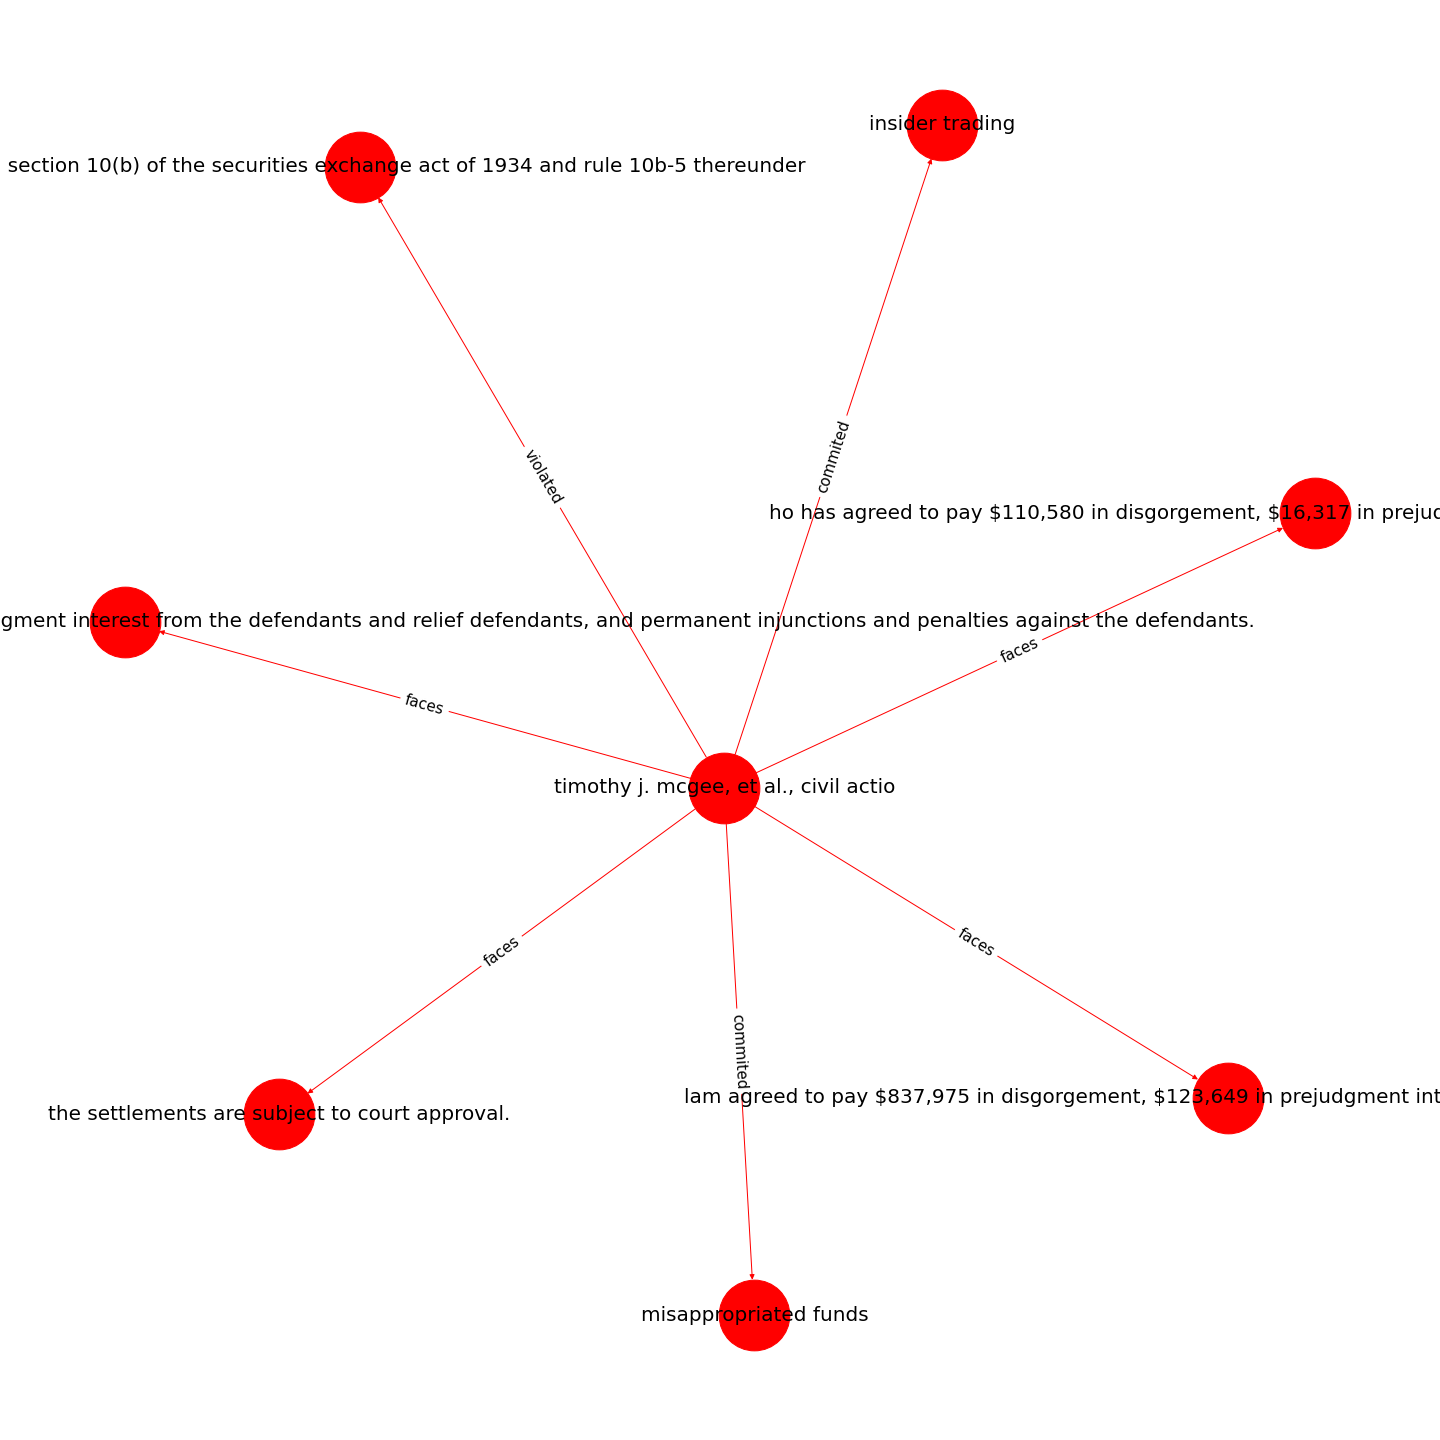 insider trading
section 10(b) of the securities exchange act of 1934 and rule 10b-5 thereunder
commited
violated
ho has agreed to pay $110,580 in disgorgement, $16,317 in prejud
gment interest from the defendants and relief defendants, and permanent injunctions and penalties against the defendants.
faces
faces
timothy j. mcgee, et al., civil actio
faces
faces
commited
lam agreed to pay $837,975 in disgorgement, $123,649 in prejudgment int
the settlements are subject to court approval.
misappropriated funds